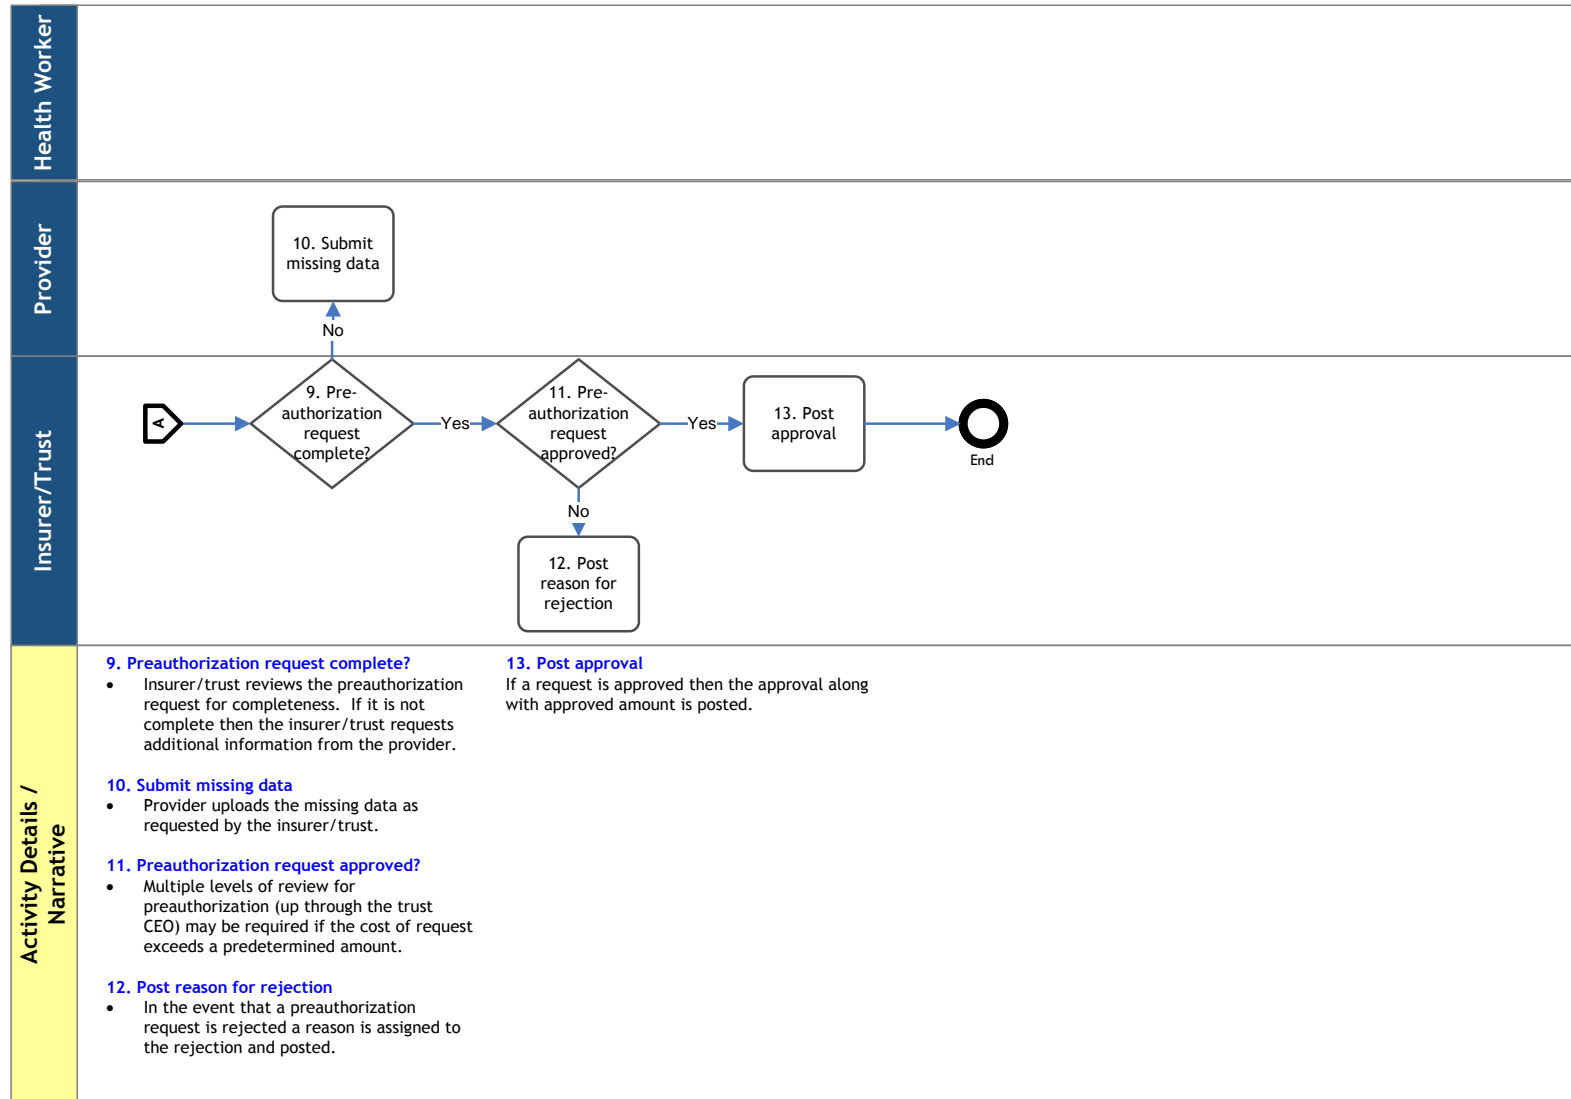 Health Worker
Provider
10. Submit
missing data
No
Insurer/Trust
A
9. Pre-
authorization
request
complete?
Yes
11. Pre-
authorization
request
approved?
Yes
13. Post
approval
End
No
12. Post
reason for
rejection
Activity Details /
Narrative
9. Preauthorization request complete?
• Insurer/trust reviews the preauthorization
request for completeness.  If it is not
complete then the insurer/trust requests
additional information from the provider.
10. Submit missing data
• Provider uploads the missing data as
requested by the insurer/trust.
11. Preauthorization request approved?
• Multiple levels of review for
preauthorization (up through the trust
CEO) may be required if the cost of request
exceeds a predetermined amount.
12. Post reason for rejection
• In the event that a preauthorization
request is rejected a reason is assigned to
the rejection and posted.
13. Post approval
If a request is approved then the approval along
with approved amount is posted.